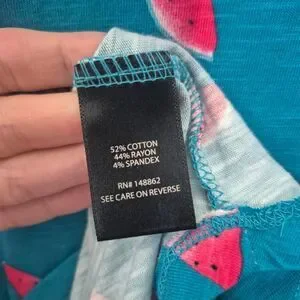 52% COTTON
44% RAYON
4% SPANDEX
RN# 148862
SEE CARE ON REVERSE